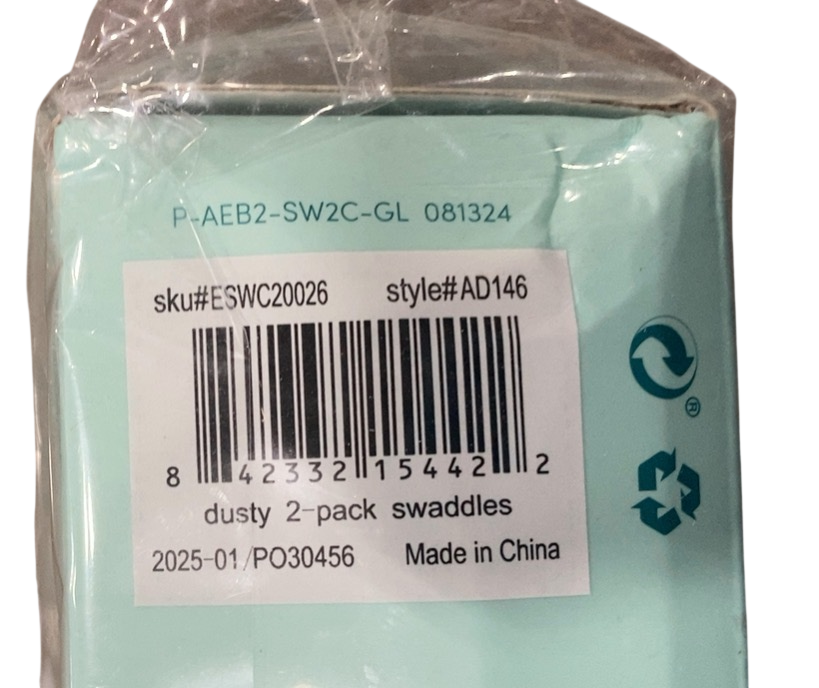 P-AEB2-SW2C-GL 081324
sku#ESWC20026 style#AD146
8 42332 15442 2
dusty 2-pack swaddles
2025-01/PO30456 Made in China
®